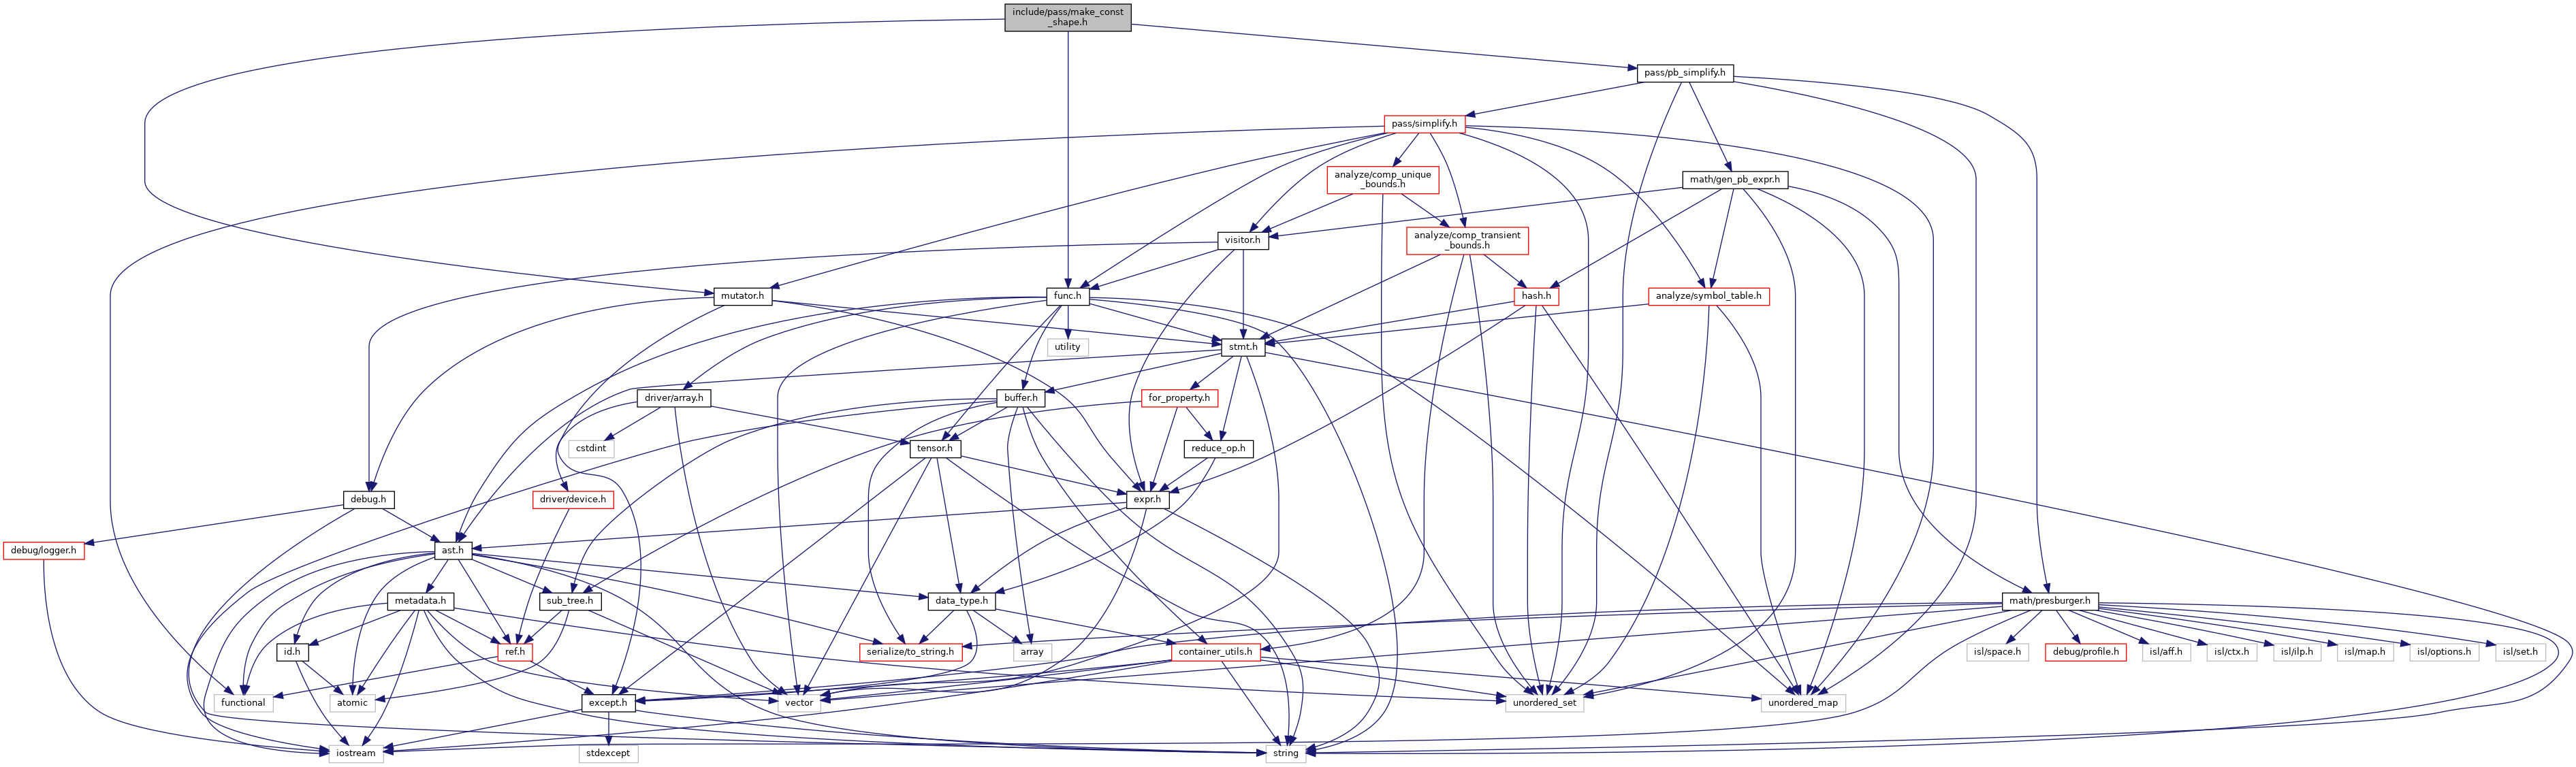 include/pass/make_const
_shape.h
pass/pb_simplify.h
pass/simplify.h
analyze/comp_unique
_bounds.h
math/gen_pb_expr.h
visitor.h
analyze/comp_transient
_bounds.h
mutator.h
func.h
hash.h
analyze/symbol_table.h
utility
stmt.h
driver/array.h
buffer.h
for_property.h
cstdint
tensor.h
reduce_op.h
debug.h
driver/device.h
expr.h
debug/logger.h
ast.h
metadata.h
sub_tree.h
data_type.h
math/presburger.h
id.h
ref.h
serialize/to_string.h
array
container_utils.h
isl/space.h
debug/profile.h
isl/aff.h
isl/ctx.h
isl/ilp.h
isl/map.h
isl/options.h
isl/set.h
functional
atomic
except.h
vector
unordered_set
unordered_map
iostream
stdexcept
string